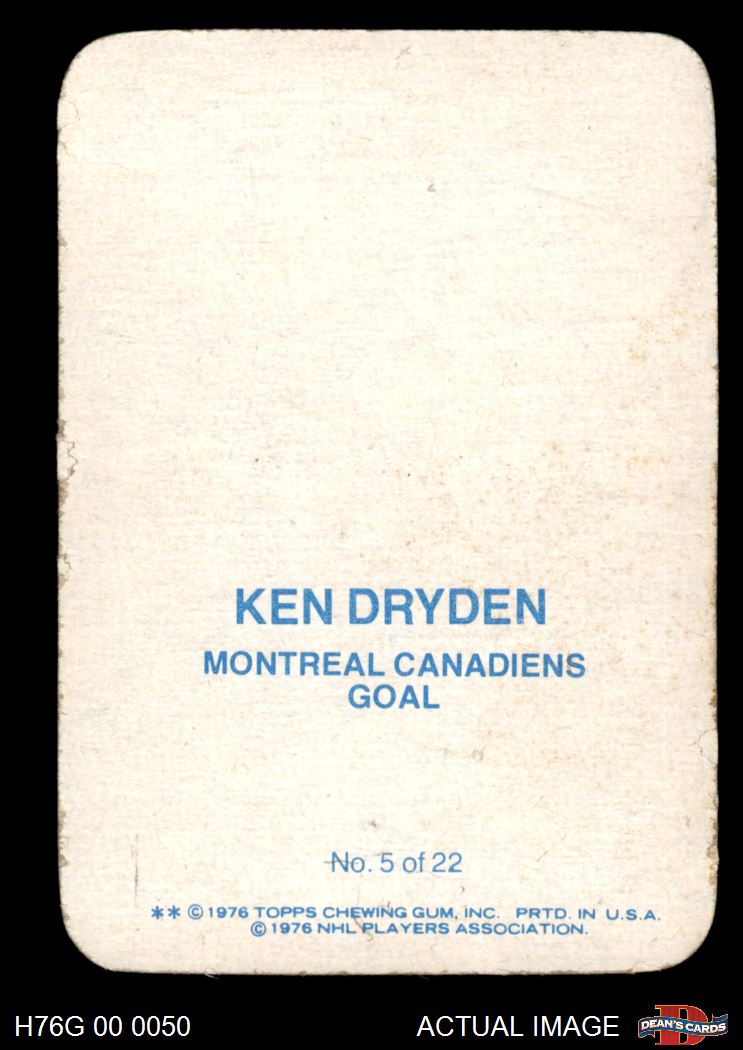 KEN DRYDEN
MONTREAL CANADIENS
GOAL
No. 5 of 22
** © 1976 TOPPS CHEWING GUM, INC. PRTD. IN U.S.A.
© 1976 NHL PLAYERS ASSOCIATION.
H76G 00 0050 ACTUAL IMAGE D DEAN'S CARDS